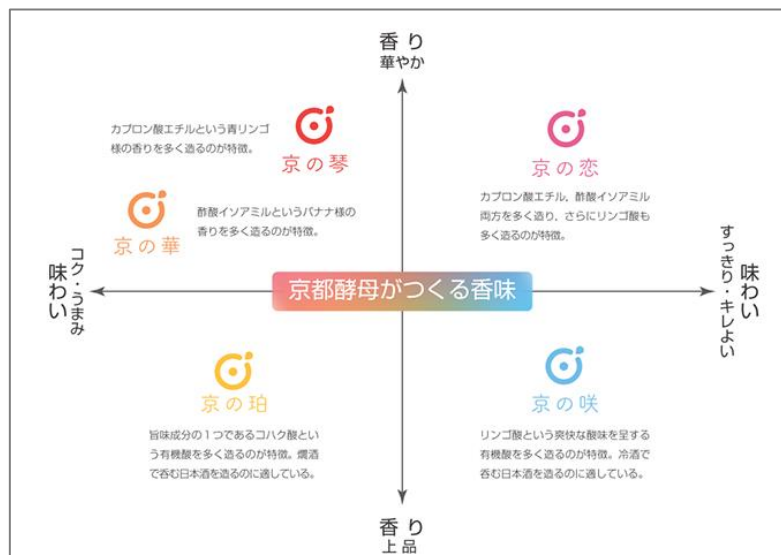 香り
華やか
カプロン酸エチルという青リンゴ
様の香りを多く造るのが特徴。
京の琴
京の恋
カプロン酸エチル、酢酸イソアミル
両方を多く造り、さらにリンゴ酸も
多く造るのが特徴。
京の華
酢酸イソアミルというバナナ様の
香りを多く造るのが特徴。
味わい
コク・うまみ
京都酵母がつくる香味
味わい
すっきり・キレよい
京の珀
旨味成分の1つであるコハク酸とい
う有機酸を多く造るのが特徴。燗酒
で呑む日本酒を造るのに適している。
京の咲
リンゴ酸という爽快な酸味を呈する
有機酸を多く造るのが特徴。冷酒で
呑む日本酒を造るのに適している。
香り
上品